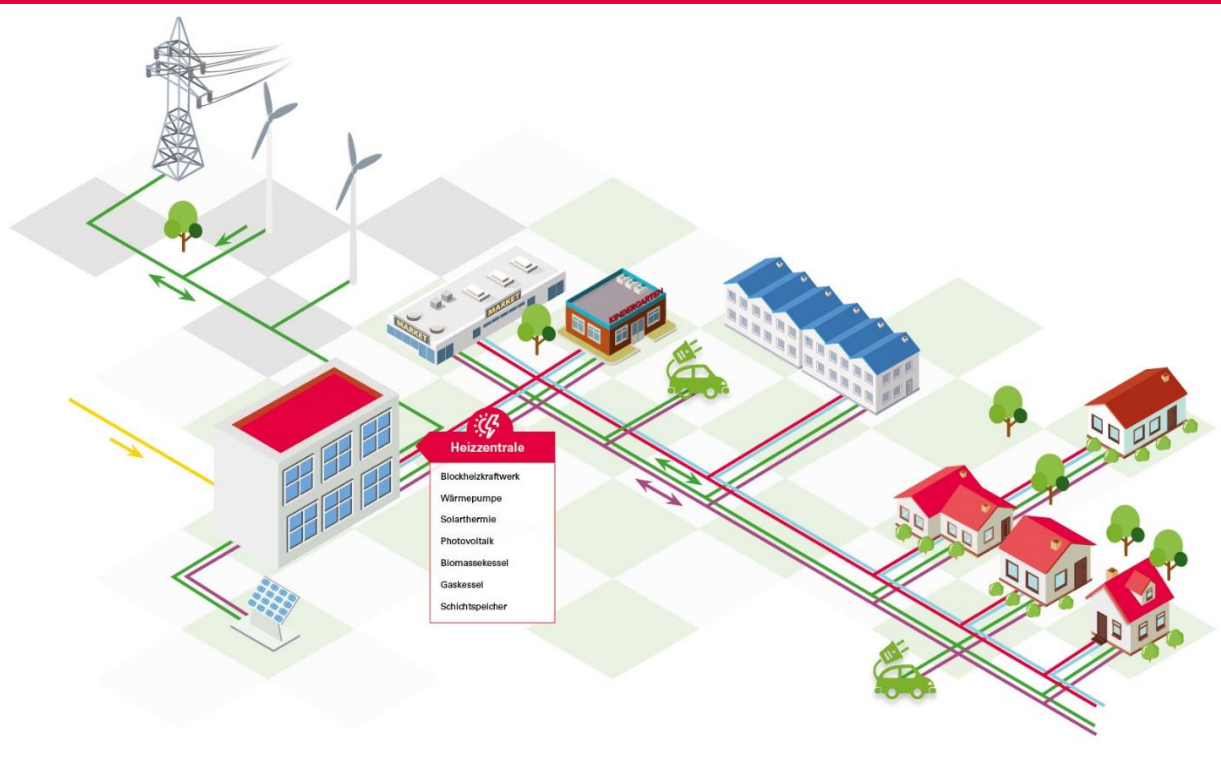 MARKET
MARKET
KINDERGARTEN
Heizzentrale
Blockheizkraftwerk
Wärmepumpe
Solarthermie
Photovoltaik
Biomassekessel
Gaskessel
Schichtspeicher